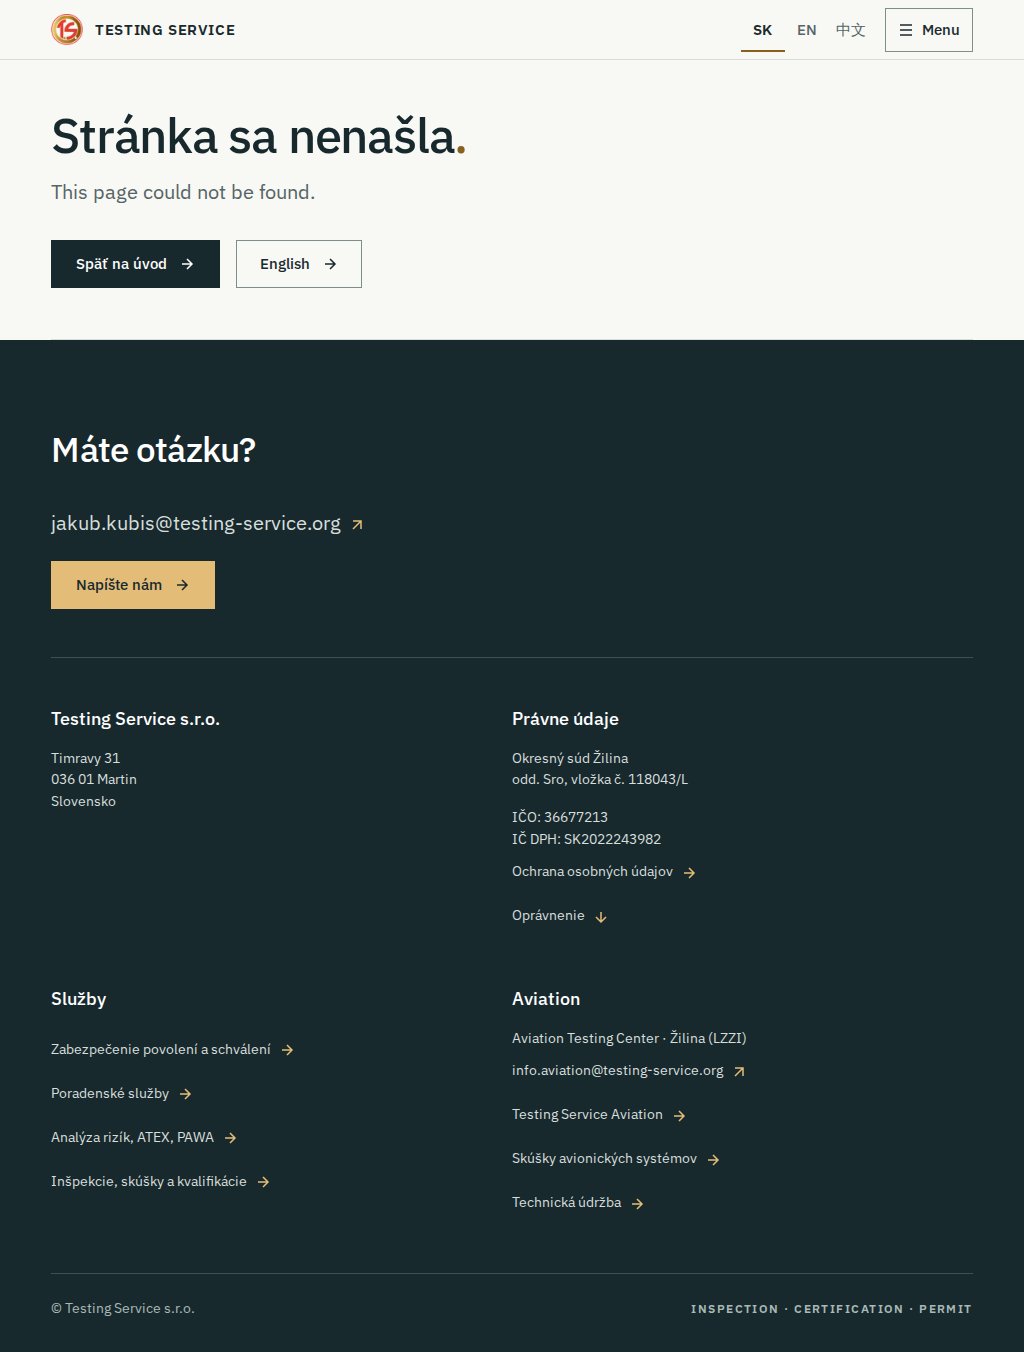 TESTING SERVICE
SK EN 中文 Menu
Stránka sa nenašla.
This page could not be found.
Späť na úvod
English
Máte otázku?
jakub.kubis@testing-service.org
Napíšte nám
Testing Service s.r.o.
Timravy 31
036 01 Martin
Slovensko
Právne údaje
Okresný súd Žilina
odd. Sro, vložka č. 118043/L
IČO: 36677213
IČ DPH: SK2022243982
Ochrana osobných údajov
Oprávnenie
Služby
Zabezpečenie povolení a schválení
Poradenské služby
Analýza rizík, ATEX, PAWA
Inšpekcie, skúšky a kvalifikácie
Aviation
Aviation Testing Center · Žilina (LZZI)
info.aviation@testing-service.org
Testing Service Aviation
Skúšky avionických systémov
Technická údržba
© Testing Service s.r.o.
INSPECTION · CERTIFICATION · PERMIT